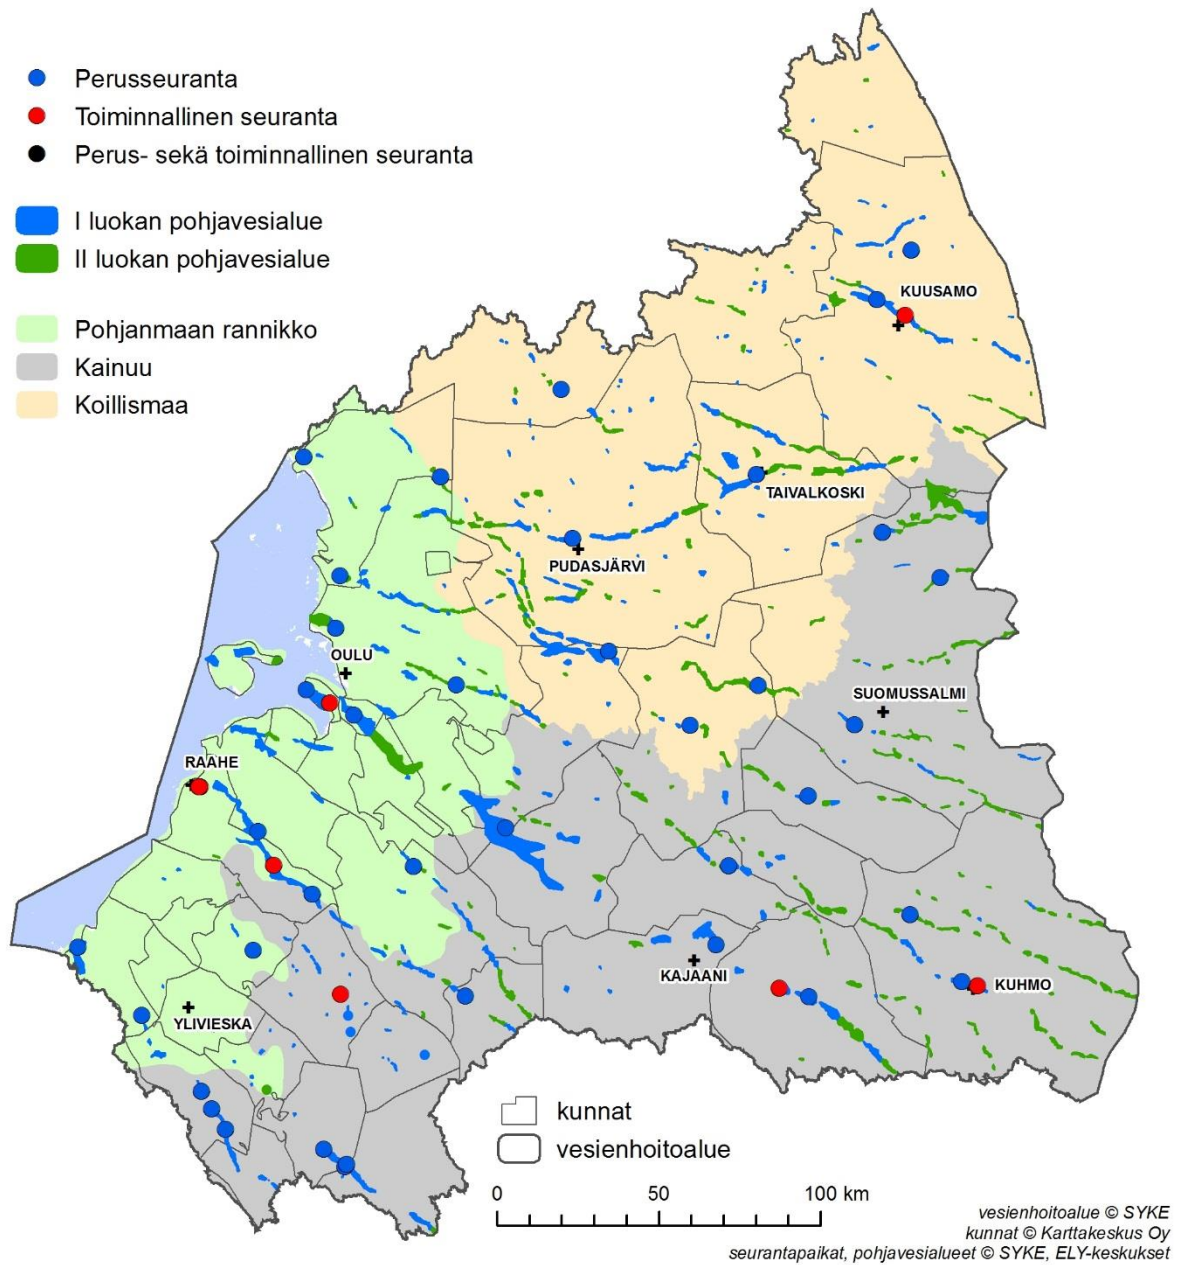 Perusseuranta
Toiminnallinen seuranta
Perus- sekä toiminnallinen seuranta
I luokan pohjavesialue
II luokan pohjavesialue
Pohjanmaan rannikko
Kainuu
Koillismaa
KUUSAMO
TAIVALKOSKI
PUDASJÄRVI
OULU
SUOMUSSALMI
RAAHE
KAJAANI
KUHMO
YLIVIESKA
kunnat
vesienhoitoalue
0 50 100 km
vesienhoitoalue © SYKE
kunnat © Karttakeskus Oy
seurantapaikat, pohjavesialueet © SYKE, ELY-keskukset